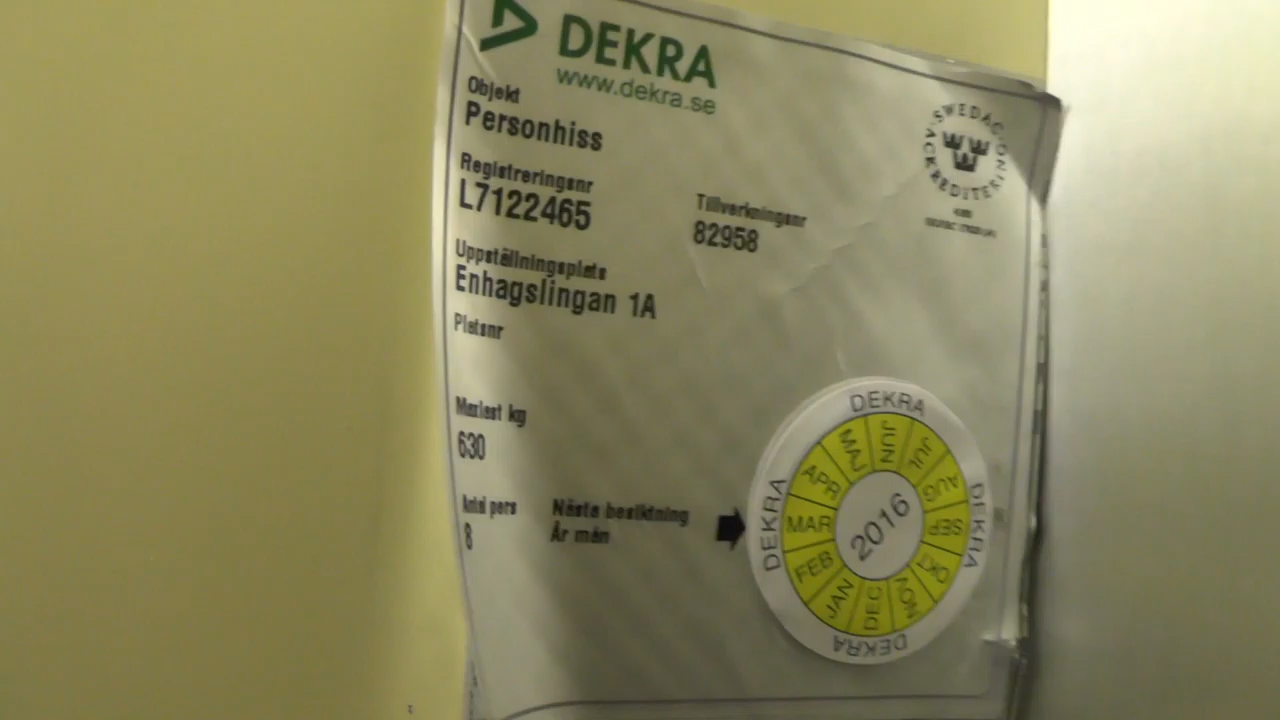 DEKRA
www.dekra.se
Objekt
Personhiss
Registreringsnr
L7122465
Tillverkningsnr
82958
Uppställningsplats
Enhagslingan 1A
Platsnr
Maxlast kg
630
Antal pers
8
Nästa besiktning
År mån
SWEDAC
ACKREDITERING
DEKRA
DEKRA
DEKRA
DEKRA
JAN
FEB
MAR
APR
MAJ
JUN
JUL
AUG
SEP
OKT
NOV
DEC
2016